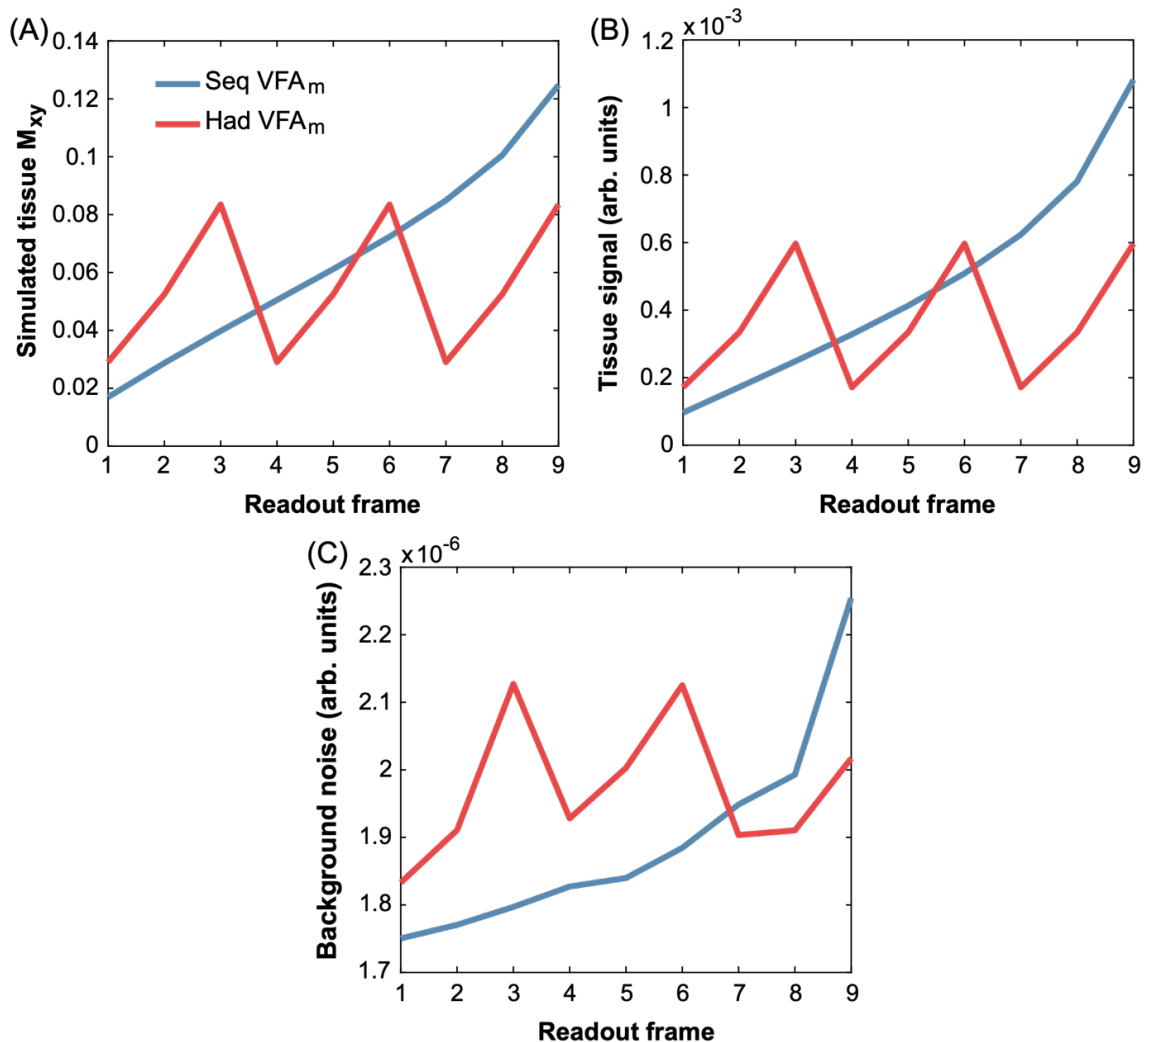 (A)
0.14
0.12
0.1
0.08
0.06
0.04
0.02
0
Simulated tissue Mxy
Seq VFAm
Had VFAm
1 2 3 4 5 6 7 8 9
Readout frame
(B)
×10-3
1.2
1
0.8
0.6
0.4
0.2
0
Tissue signal (arb. units)
1 2 3 4 5 6 7 8 9
Readout frame
(C)
×10-6
2.3
2.2
2.1
2
1.9
1.8
1.7
Background noise (arb. units)
1 2 3 4 5 6 7 8 9
Readout frame